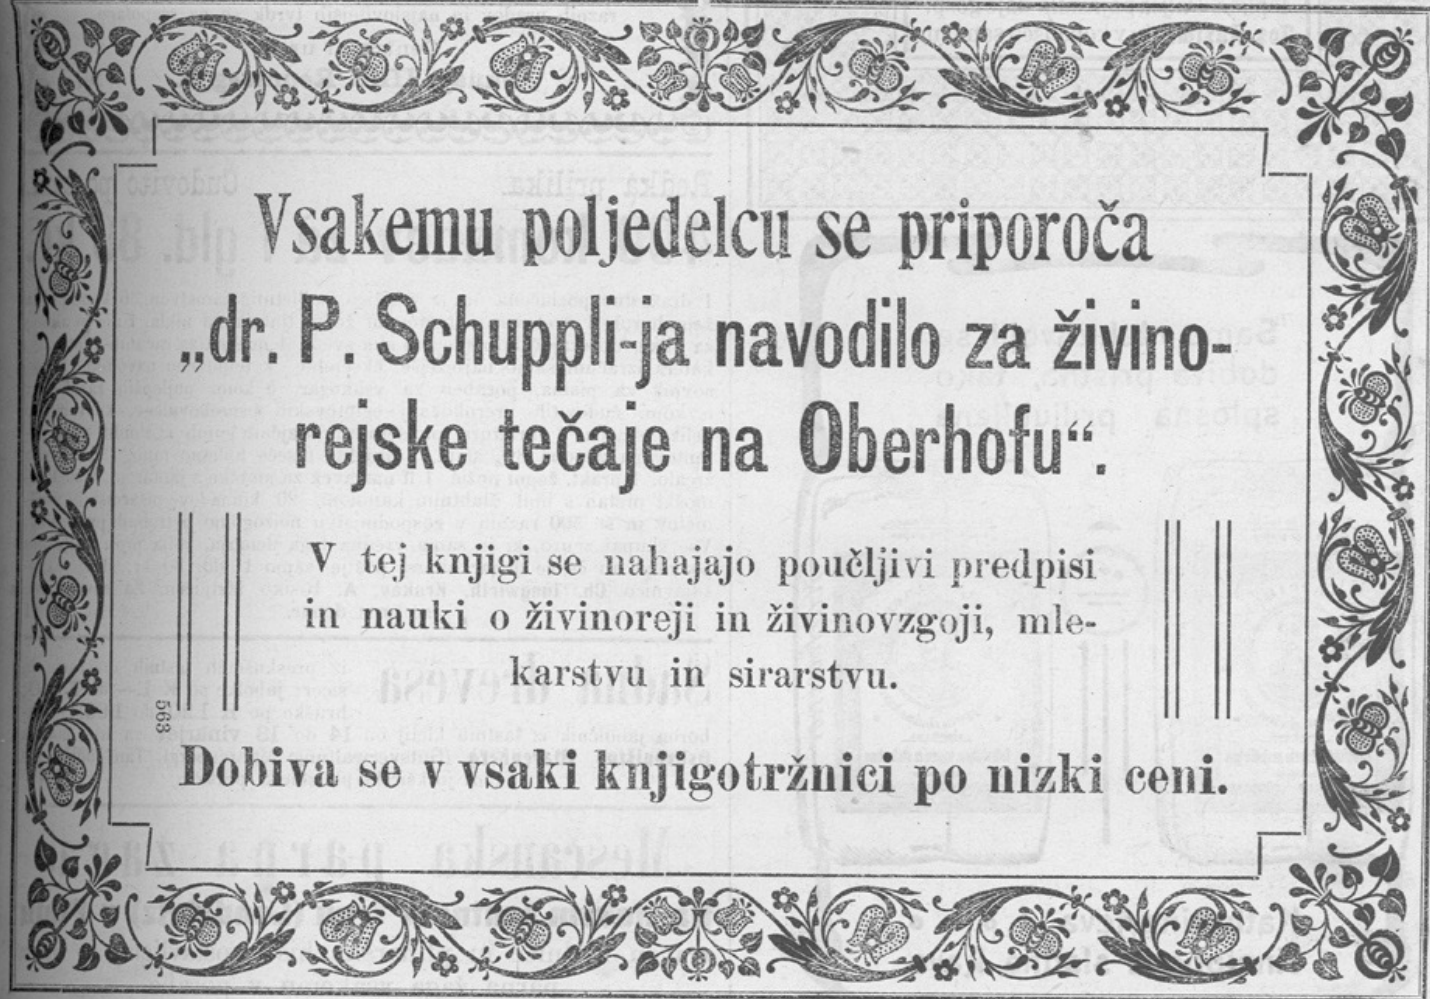 Vsakemu poljedelcu se priporoča
„dr. P. Schuppli-ja navodilo za živino-
rejske tečaje na Oberhofu“.
V tej knjigi se nahajajo poučljivi predpisi
in nauki o živinoreji in živinovzgoji, mle-
karstvu in sirarstvu.
563
Dobiva se v vsaki knjigotržnici po nizki ceni.